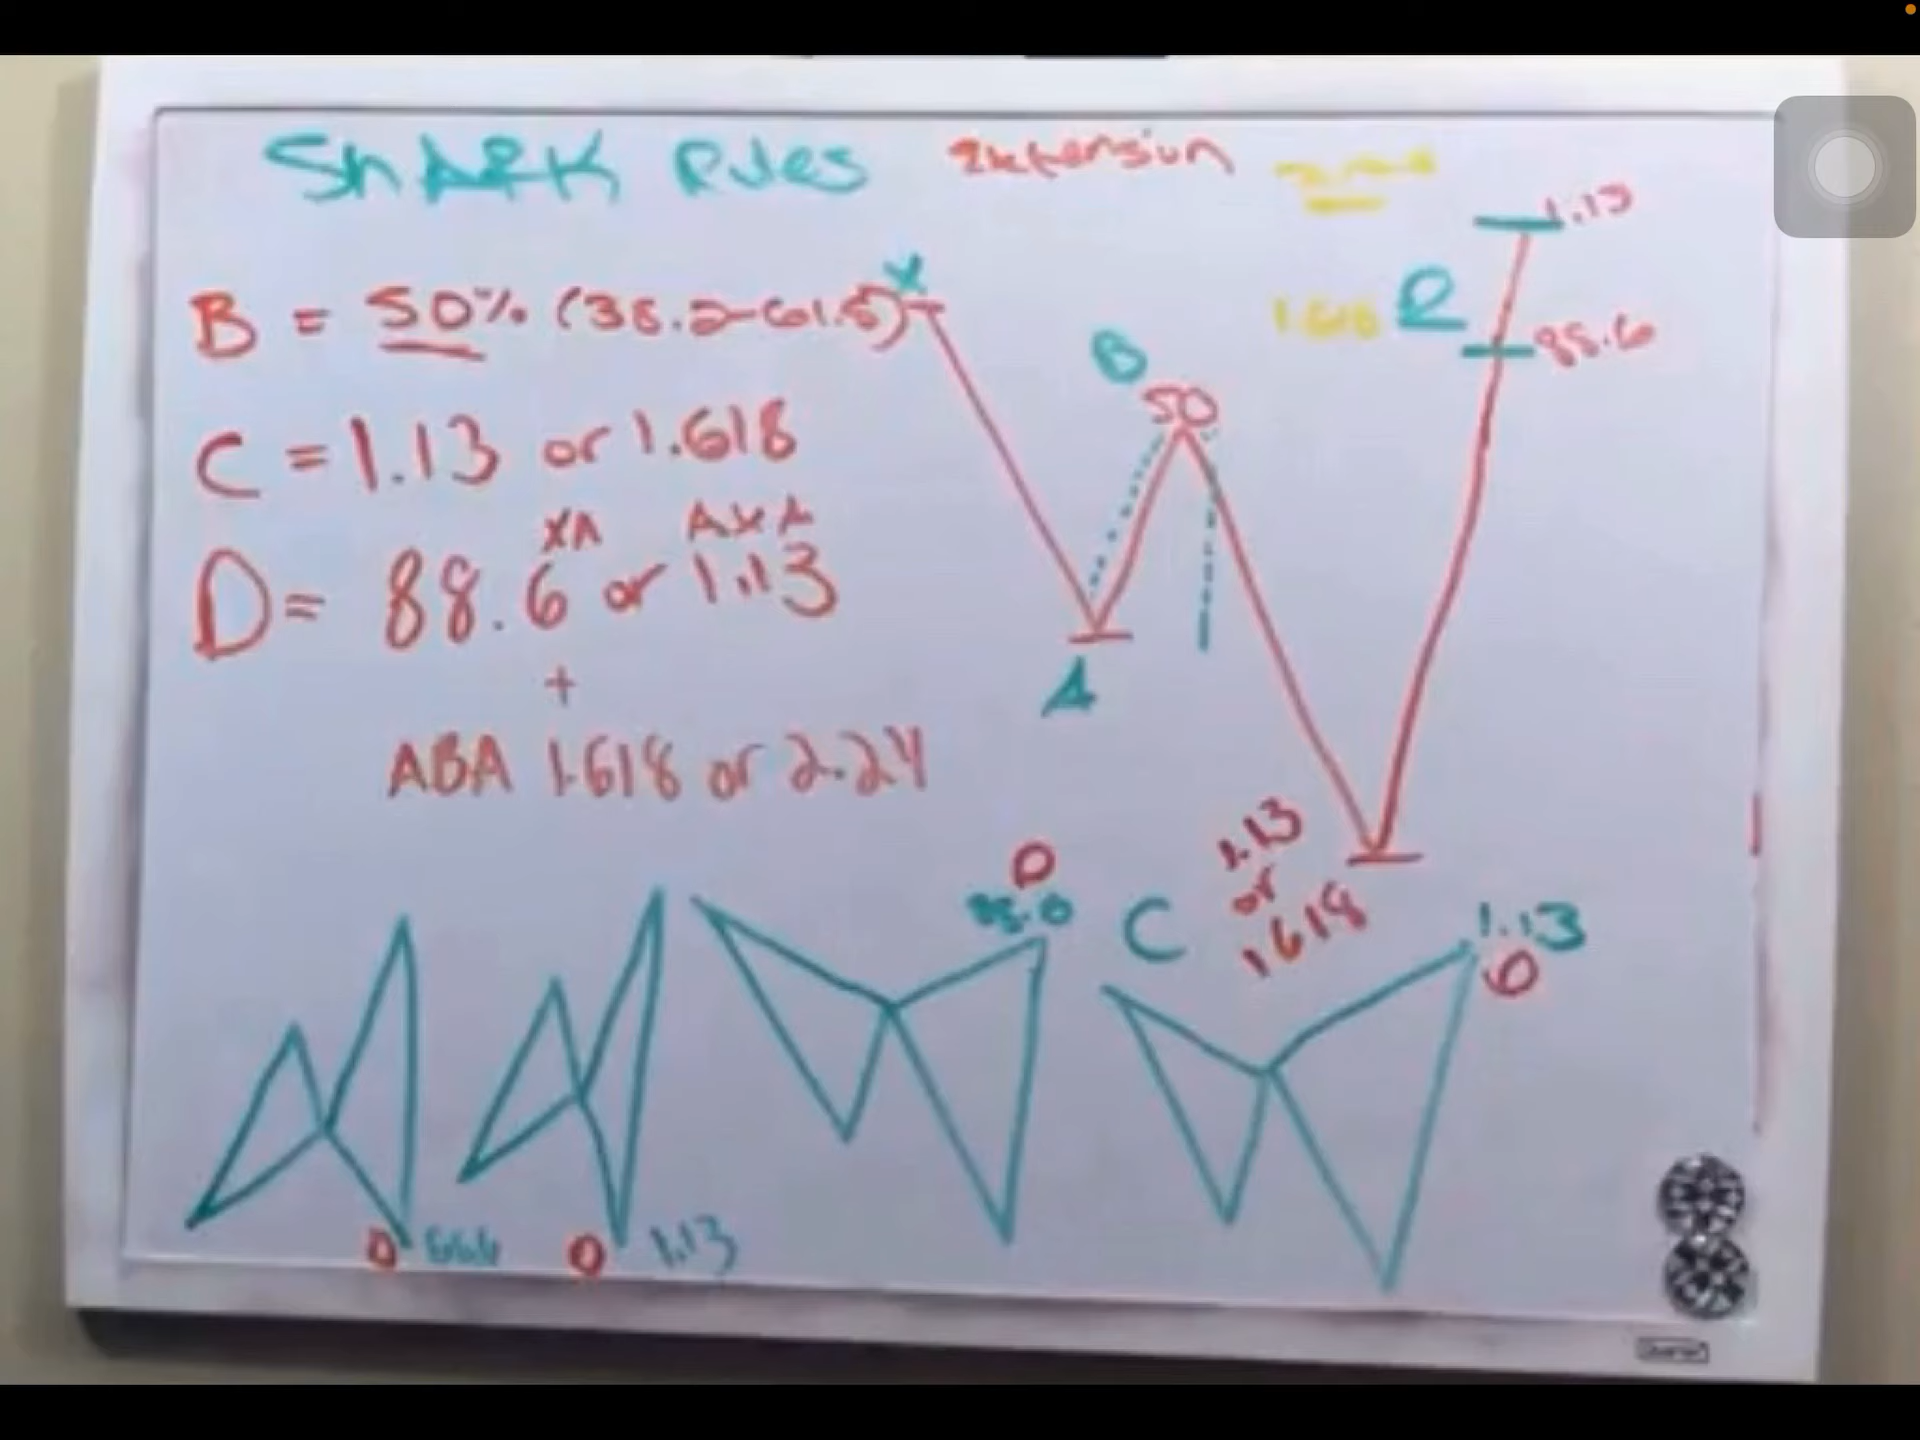 SHARK Rules extension
B = 50% (38.2-61.8)
C = 1.13 or 1.618
XA AXA
D = 88.6 or 1.13
+
ABA 1.618 or 2.24
X
B
50
A
1.618
1.13
88.6
C
1.13
or
1.618
D
88.6
1.13
D
D
D 1.13